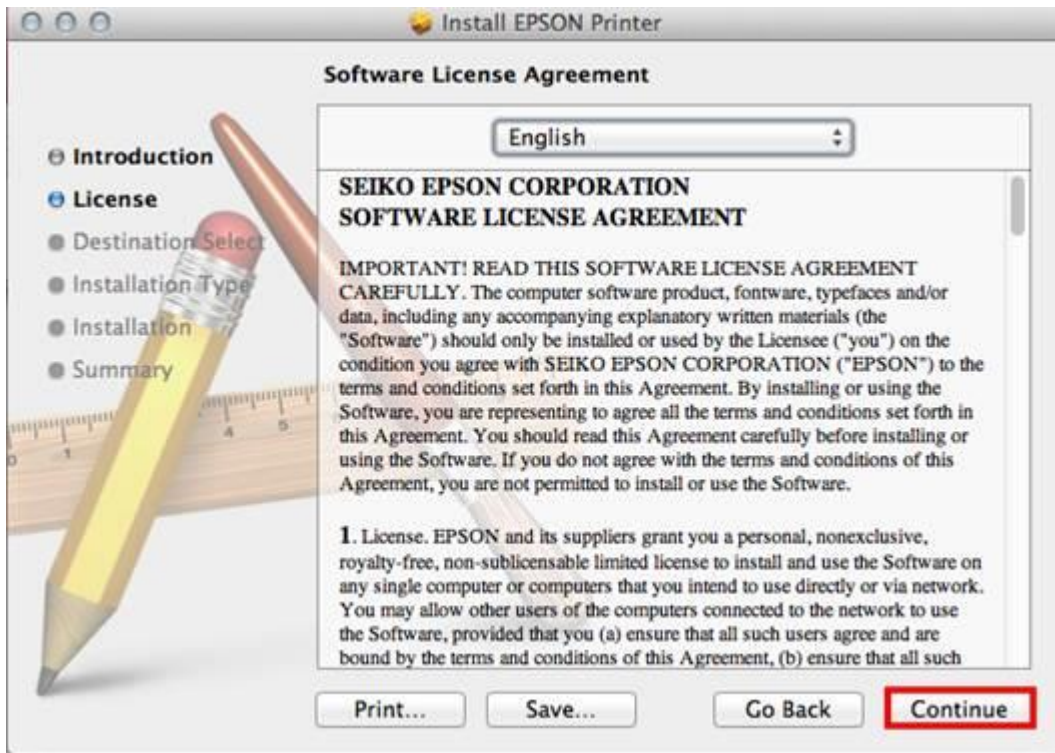 Install EPSON Printer
Software License Agreement
Introduction
License
Destination Select
Installation Type
Installation
Summary
English
SEIKO EPSON CORPORATION
SOFTWARE LICENSE AGREEMENT
IMPORTANT! READ THIS SOFTWARE LICENSE AGREEMENT
CAREFULLY. The computer software product, fontware, typefaces and/or
data, including any accompanying explanatory written materials (the
"Software") should only be installed or used by the Licensee ("you") on the
condition you agree with SEIKO EPSON CORPORATION ("EPSON") to the
terms and conditions set forth in this Agreement. By installing or using the
Software, you are representing to agree all the terms and conditions set forth in
this Agreement. You should read this Agreement carefully before installing or
using the Software. If you do not agree with the terms and conditions of this
Agreement, you are not permitted to install or use the Software.
1. License. EPSON and its suppliers grant you a personal, nonexclusive,
royalty-free, non-sublicensable limited license to install and use the Software on
any single computer or computers that you intend to use directly or via network.
You may allow other users of the computers connected to the network to use
the Software, provided that you (a) ensure that all such users agree and are
bound by the terms and conditions of this Agreement, (b) ensure that all such
0 1 4 5
Print... Save... Go Back Continue